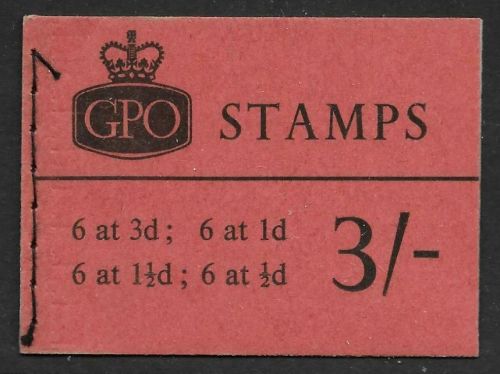 GPO
STAMPS
6 at 3d; 6 at 1d
6 at 1½d; 6 at ½d
3/-